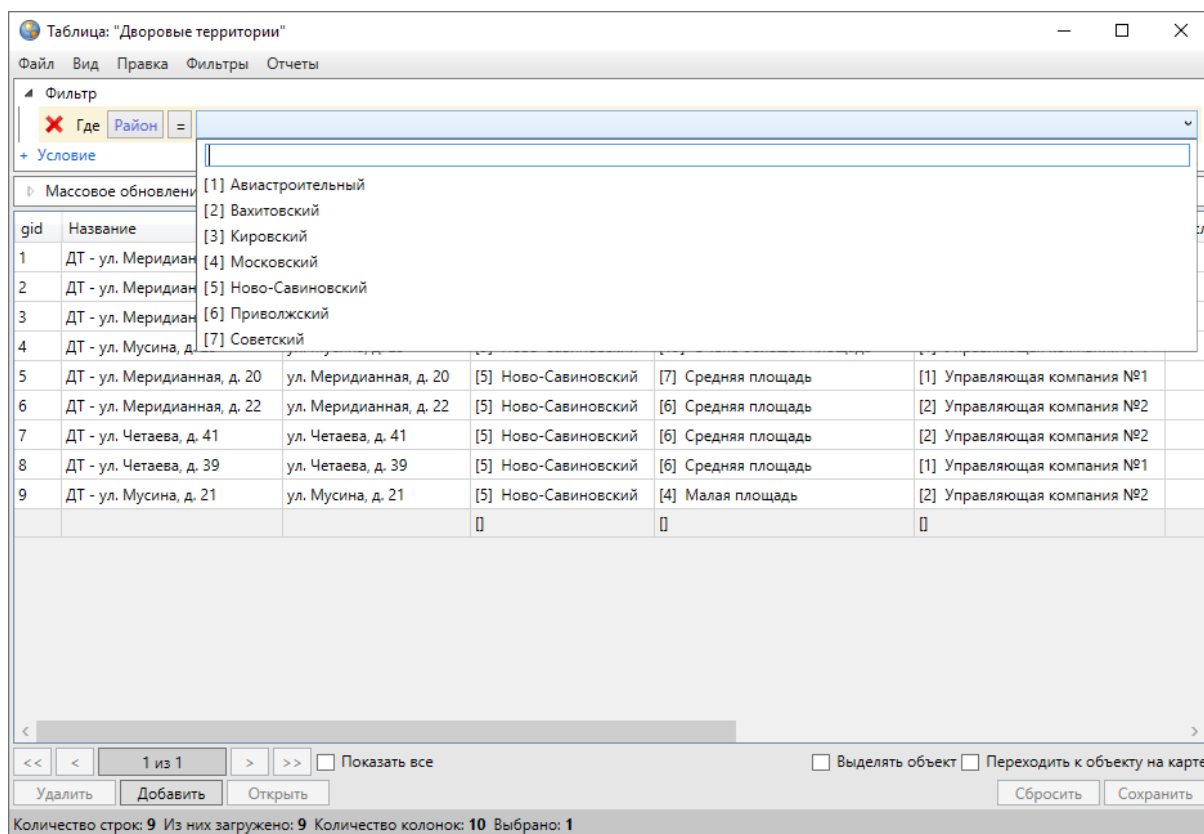 Таблица: "Дворовые территории"
Файл Вид Правка Фильтры Отчеты
Фильтр
Где Район =
+ Условие
[1] Авиастроительный
[2] Вахитовский
[3] Кировский
[4] Московский
[5] Ново-Савиновский
[6] Приволжский
[7] Советский
Массовое обновлени
gid Название
1 ДТ - ул. Меридиан
2 ДТ - ул. Меридиан
3 ДТ - ул. Меридиан
4 ДТ - ул. Мусина, д.
5 ДТ - ул. Меридианная, д. 20 ул. Меридианная, д. 20 [5] Ново-Савиновский [7] Средняя площадь [1] Управляющая компания №1
6 ДТ - ул. Меридианная, д. 22 ул. Меридианная, д. 22 [5] Ново-Савиновский [6] Средняя площадь [2] Управляющая компания №2
7 ДТ - ул. Четаева, д. 41 ул. Четаева, д. 41 [5] Ново-Савиновский [6] Средняя площадь [2] Управляющая компания №2
8 ДТ - ул. Четаева, д. 39 ул. Четаева, д. 39 [5] Ново-Савиновский [6] Средняя площадь [1] Управляющая компания №1
9 ДТ - ул. Мусина, д. 21 ул. Мусина, д. 21 [5] Ново-Савиновский [4] Малая площадь [2] Управляющая компания №2
[] [] []
<< < 1 из 1 > >> Показать все Выделять объект Переходить к объекту на карте
Удалить Добавить Открыть Сбросить Сохранить
Количество строк: 9 Из них загружено: 9 Количество колонок: 10 Выбрано: 1